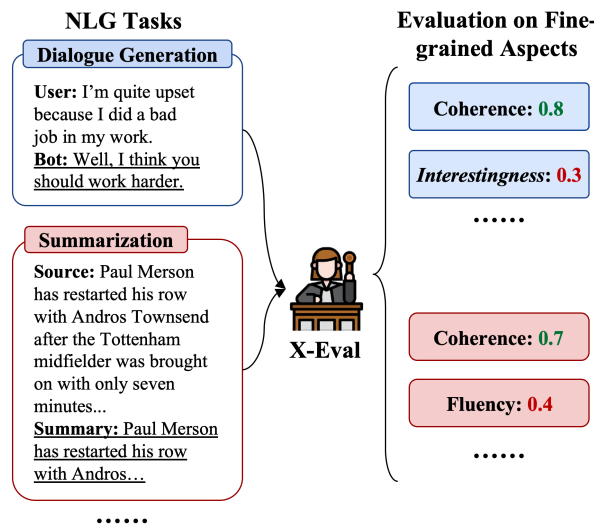 NLG Tasks
Dialogue Generation
User: I'm quite upset
because I did a bad
job in my work.
Bot: Well, I think you
should work harder.
Summarization
Source: Paul Merson
has restarted his row
with Andros Townsend
after the Tottenham
midfielder was brought
on with only seven
minutes...
Summary: Paul Merson
has restarted his row
with Andros…
……
X-Eval
Evaluation on Fine-
grained Aspects
Coherence: 0.8
Interestingness: 0.3
……
Coherence: 0.7
Fluency: 0.4
……